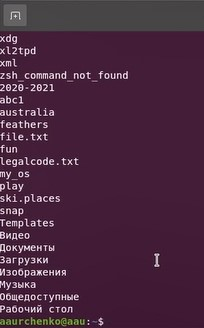 xdg
xl2tpd
xml
zsh_command_not_found
2020-2021
abc1
australia
feathers
file.txt
fun
legalcode.txt
my_os
play
ski.places
snap
Templates
Видео
Документы
Загрузки
Изображения
Музыка
Общедоступные
Рабочий стол
aaurchenko@aau:~$